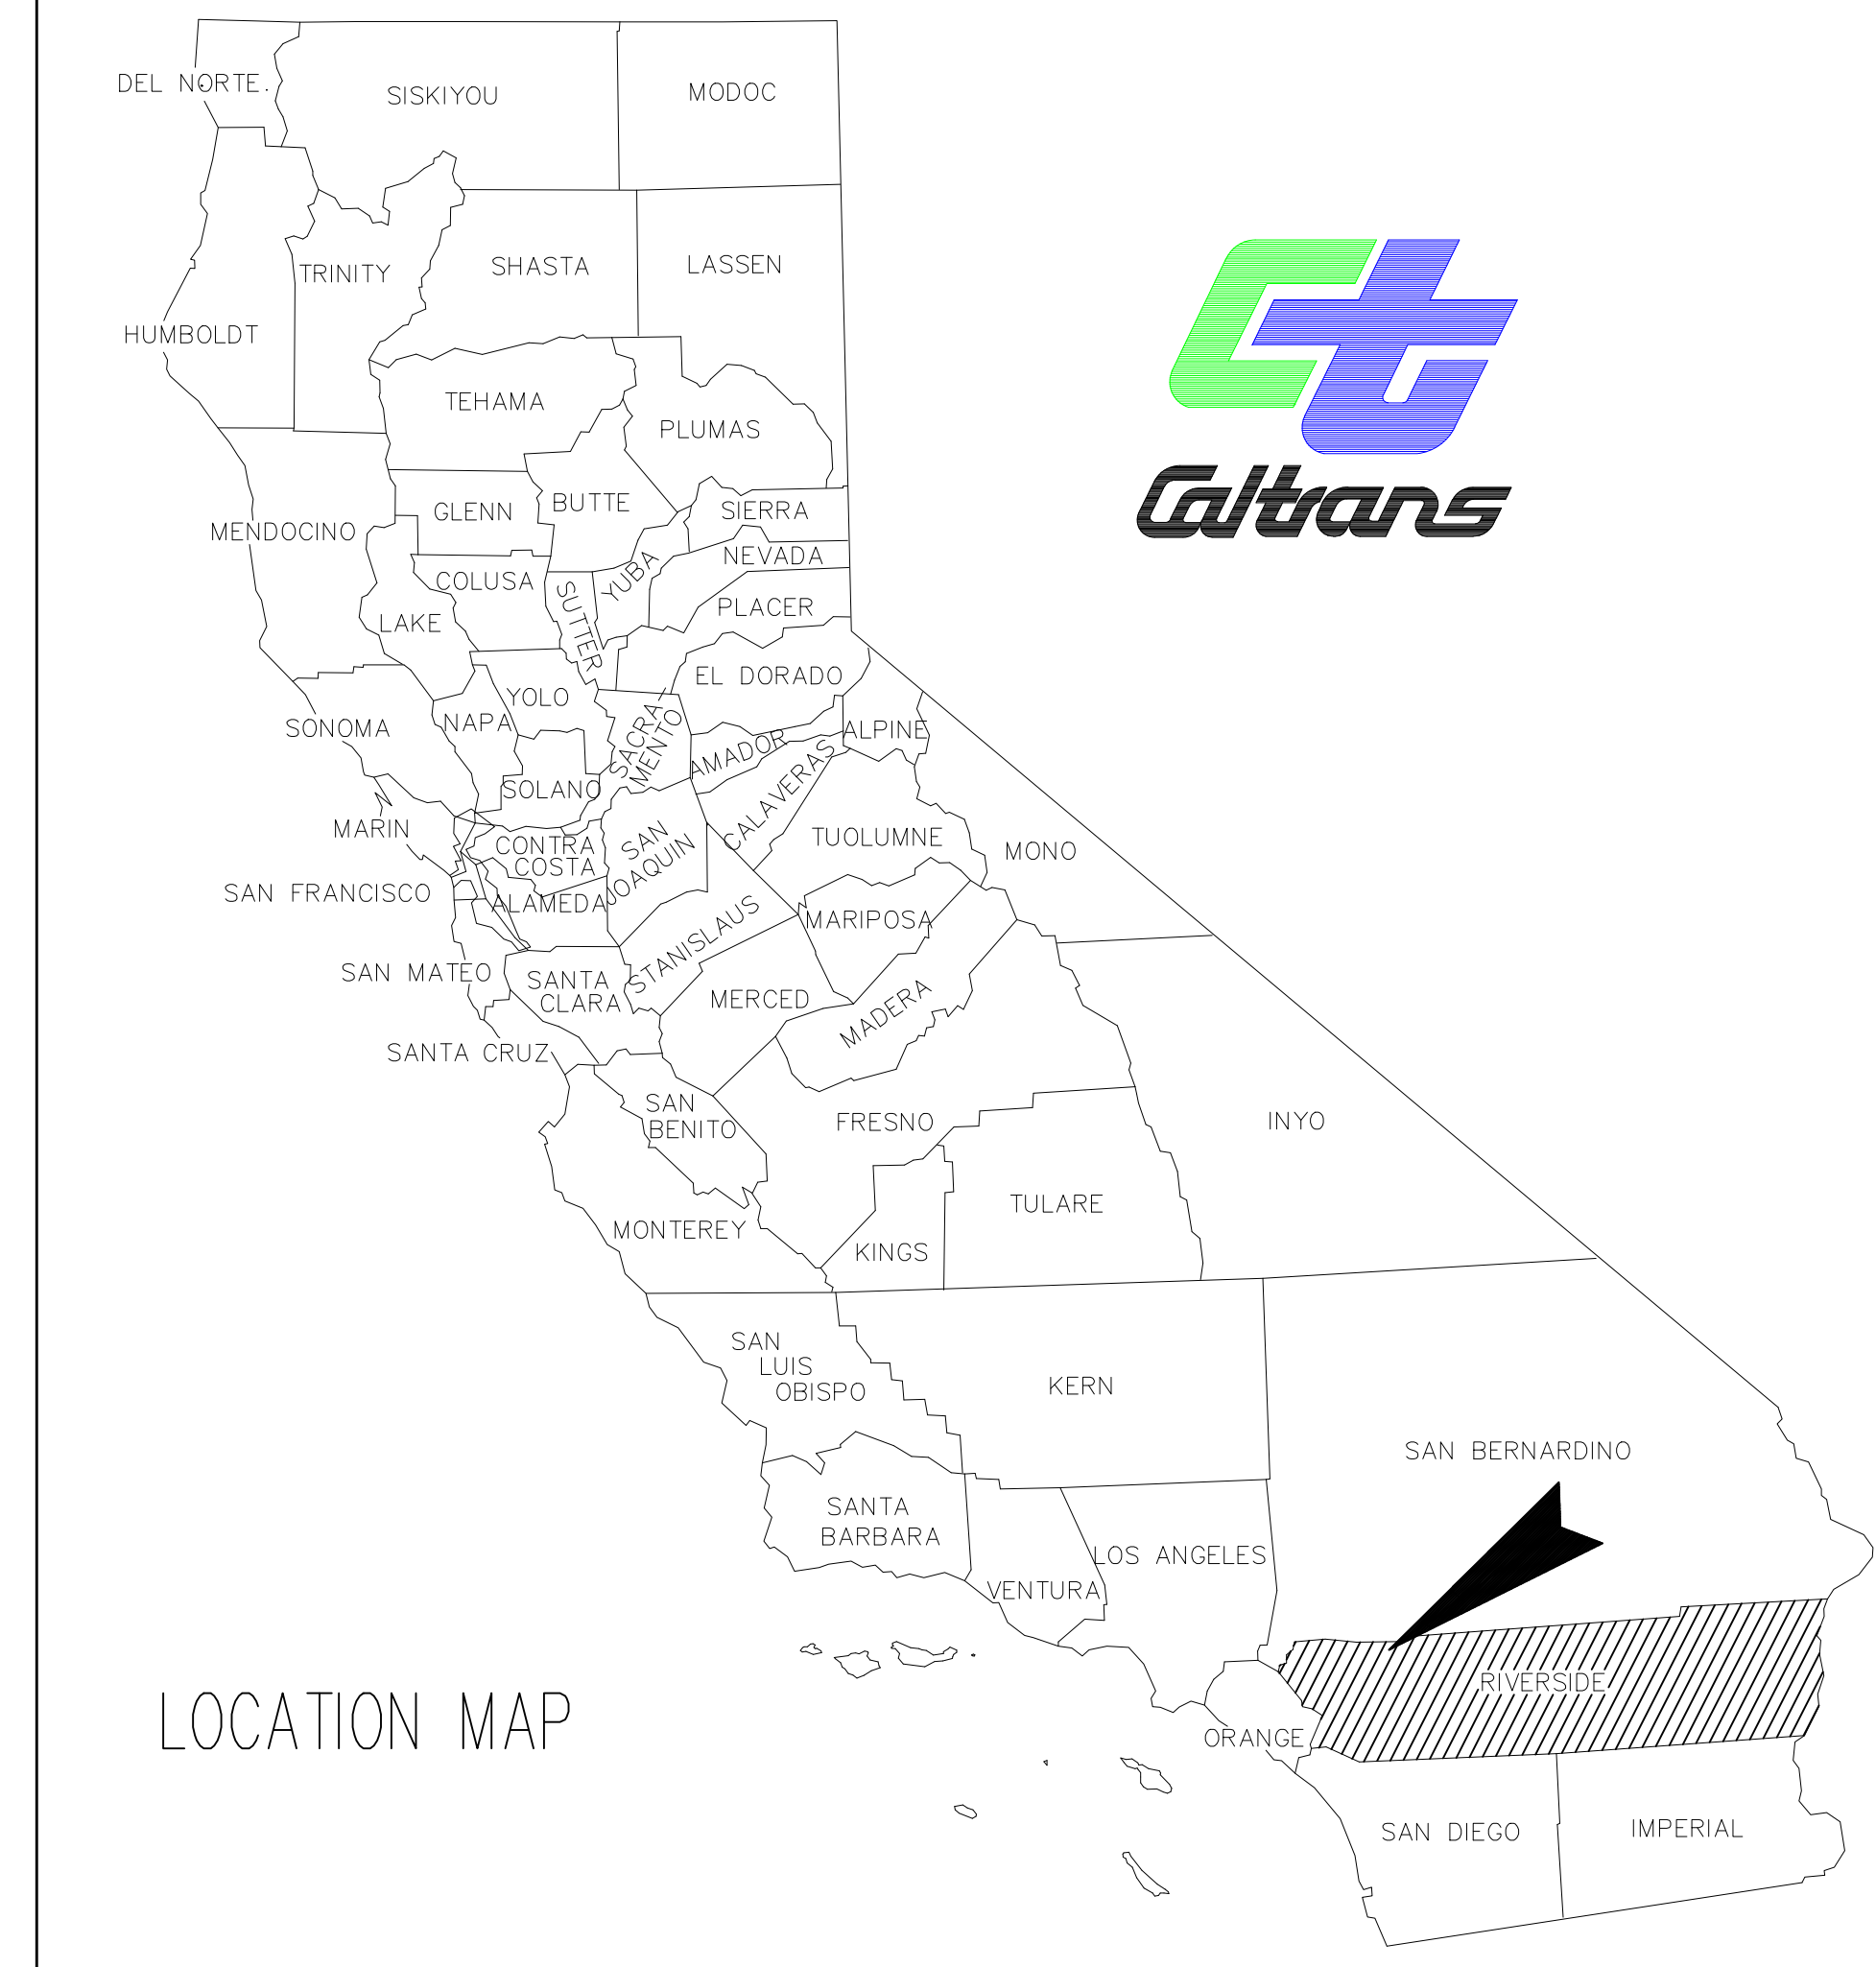 DEL NORTE.
SISKIYOU
MODOC
TRINITY
SHASTA
LASSEN
HUMBOLDT
TEHAMA
PLUMAS
Caltrans
MENDOCINO
GLENN
BUTTE
SIERRA
NEVADA
COLUSA
SUTTER
YUBA
PLACER
LAKE
EL DORADO
YOLO
SONOMA
NAPA
SACRA
MENTO
AMADOR
ALPINE
SOLANO
CALAVERAS
MARIN
CONTRA
COSTA
SAN
JOAQUIN
TUOLUMNE
MONO
SAN FRANCISCO
ALAMEDA
STANISLAUS
MARIPOSA
SAN MATEO
SANTA
CLARA
MERCED
MADERA
SANTA CRUZ
SAN
BENITO
FRESNO
INYO
MONTEREY
KINGS
TULARE
SAN
LUIS
OBISPO
KERN
SAN BERNARDINO
SANTA
BARBARA
VENTURA
LOS ANGELES
RIVERSIDE
ORANGE
LOCATION MAP
SAN DIEGO
IMPERIAL